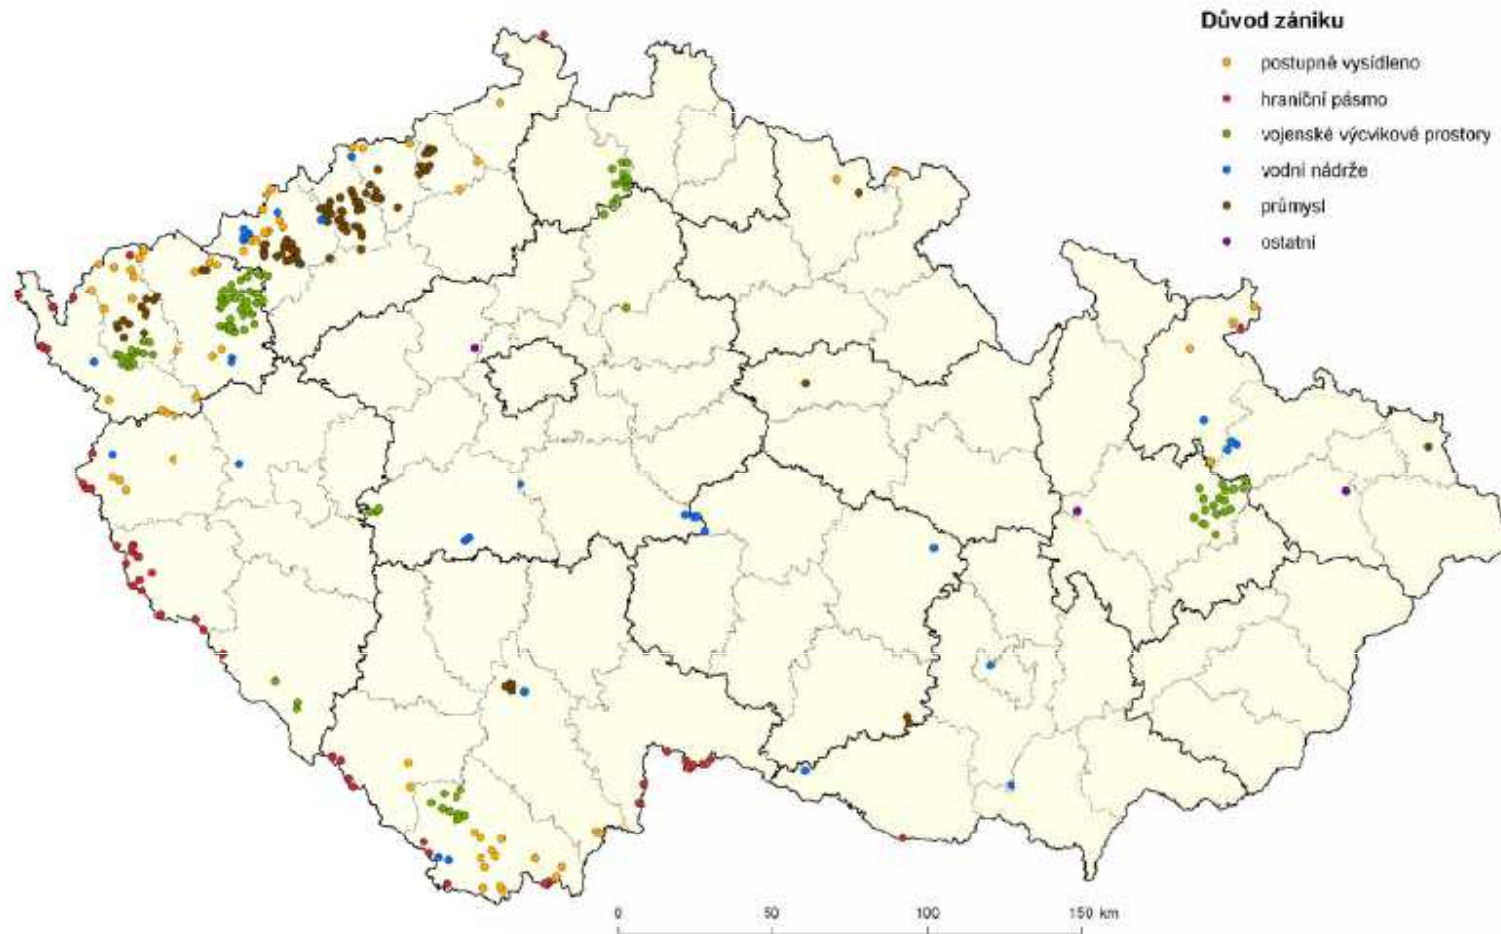 Důvod zániku
postupně vysídleno
hraniční pásmo
vojenské výcvikové prostory
vodní nádrže
průmysl
ostatní
0 50 100 150 km